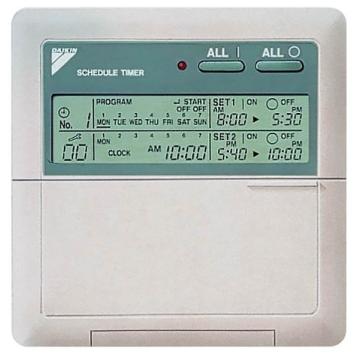 DAIKIN
ALL | ALL ○
SCHEDULE TIMER
PROGRAM START SET1 | ON ○ OFF
OFF OFF AM PM
No. 1 1 2 3 4 5 6 7 8:00 ► 5:30
MON TUE WED THU FRI SAT SUN
1 2 3 4 5 6 7 SET2 | ON ○ OFF
MON PM PM
00 CLOCK AM 10:00 5:40 ► 10:00